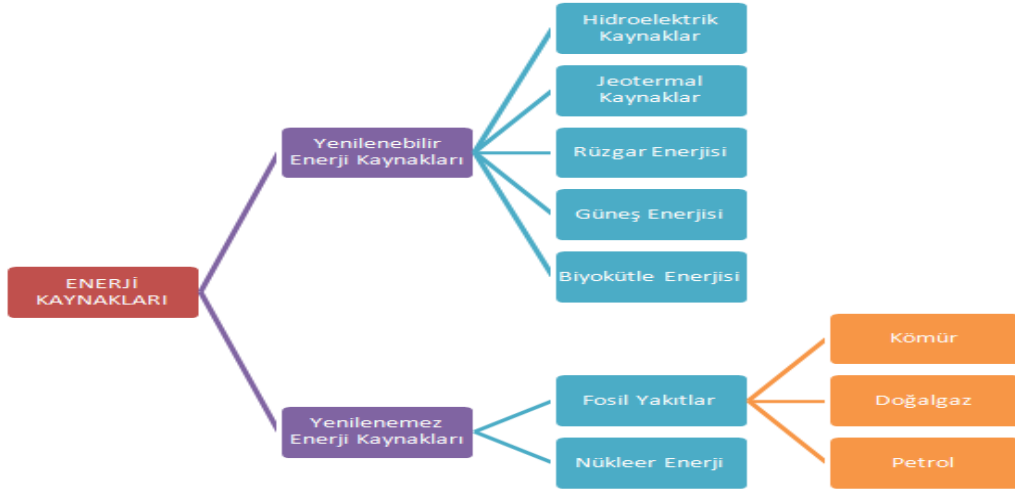 Hidroelektrik
Kaynaklar
Jeotermal
Kaynaklar
Yenilenebilir
Enerji Kaynakları
Rüzgar Enerjisi
Güneş Enerjisi
Biyokütle Enerjisi
ENERJİ
KAYNAKLARI
Kömür
Fosil Yakıtlar
Doğalgaz
Yenilenemez
Enerji Kaynakları
Nükleer Enerji
Petrol